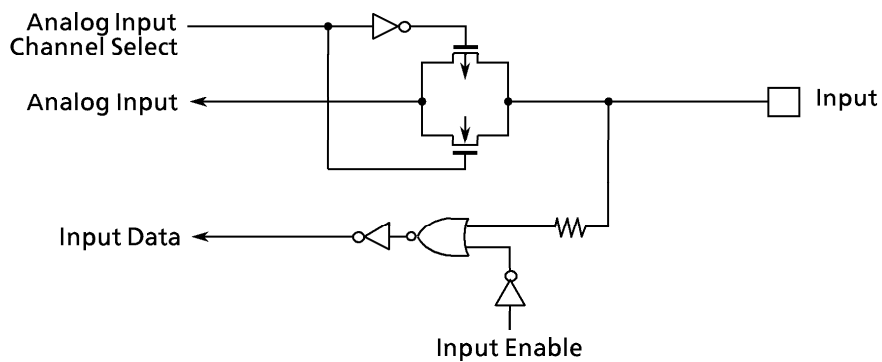 Analog Input
Channel Select
Analog Input
Input
Input Data
Input Enable